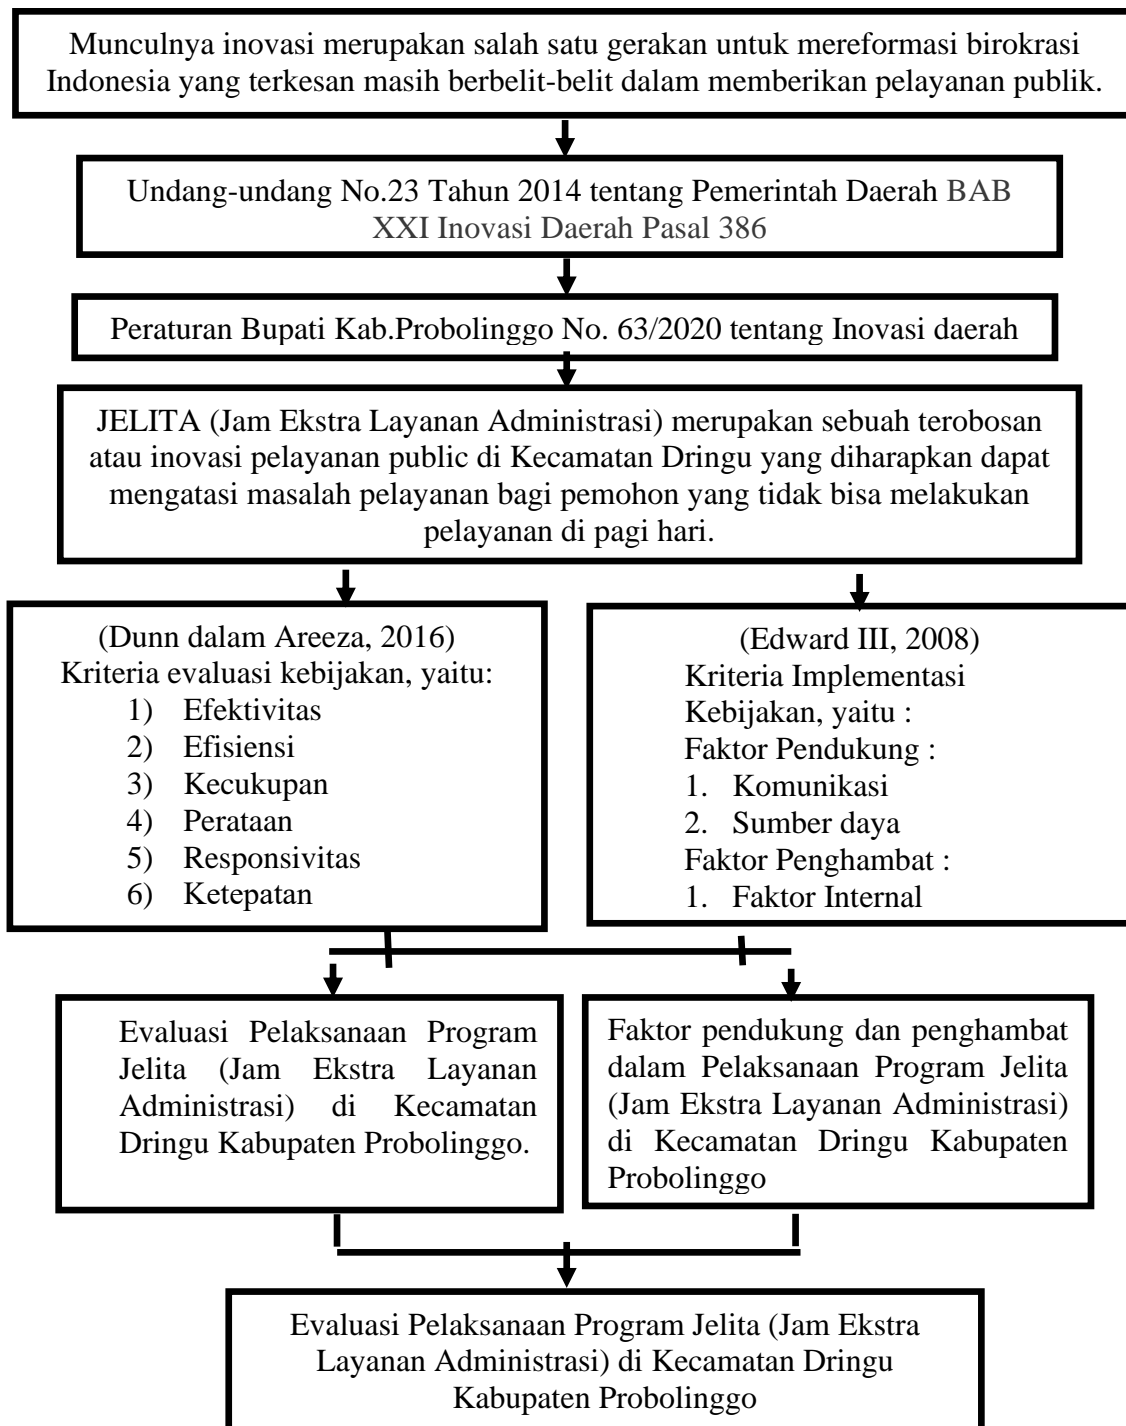 Munculnya inovasi merupakan salah satu gerakan untuk mereformasi birokrasi
Indonesia yang terkesan masih berbelit-belit dalam memberikan pelayanan publik.
Undang-undang No.23 Tahun 2014 tentang Pemerintah Daerah BAB
XXI Inovasi Daerah Pasal 386
Peraturan Bupati Kab.Probolinggo No. 63/2020 tentang Inovasi daerah
JELITA (Jam Ekstra Layanan Administrasi) merupakan sebuah terobosan
atau inovasi pelayanan public di Kecamatan Dringu yang diharapkan dapat
mengatasi masalah pelayanan bagi pemohon yang tidak bisa melakukan
pelayanan di pagi hari.
(Dunn dalam Areeza, 2016)
Kriteria evaluasi kebijakan, yaitu:
1) Efektivitas
2) Efisiensi
3) Kecukupan
4) Perataan
5) Responsivitas
6) Ketepatan
(Edward III, 2008)
Kriteria Implementasi
Kebijakan, yaitu :
Faktor Pendukung :
1. Komunikasi
2. Sumber daya
Faktor Penghambat :
1. Faktor Internal
Evaluasi Pelaksanaan Program
Jelita (Jam Ekstra Layanan
Administrasi) di Kecamatan
Dringu Kabupaten Probolinggo.
Faktor pendukung dan penghambat
dalam Pelaksanaan Program Jelita
(Jam Ekstra Layanan Administrasi)
di Kecamatan Dringu Kabupaten
Probolinggo
Evaluasi Pelaksanaan Program Jelita (Jam Ekstra
Layanan Administrasi) di Kecamatan Dringu
Kabupaten Probolinggo